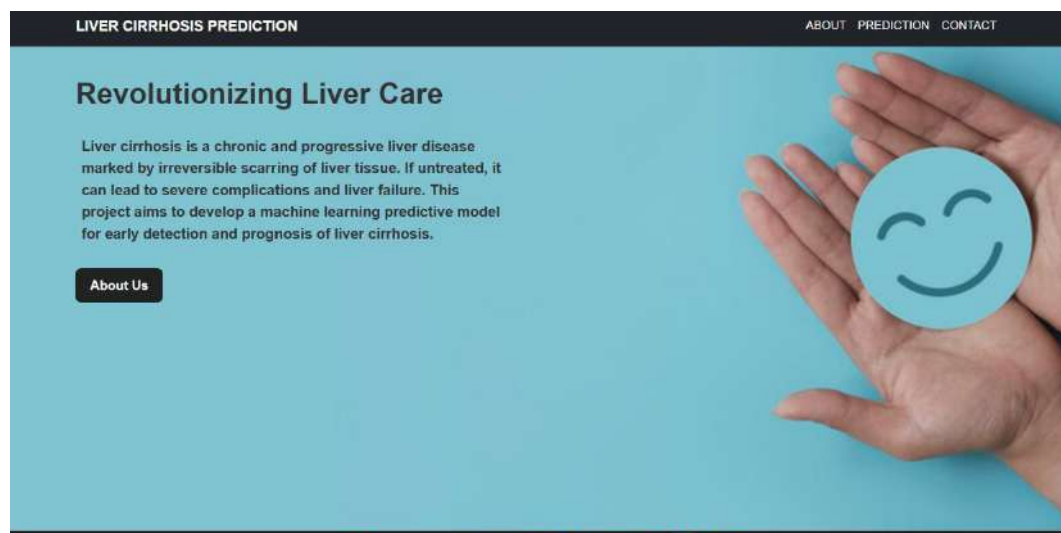 LIVER CIRRHOSIS PREDICTION
ABOUT PREDICTION CONTACT
Revolutionizing Liver Care
Liver cirrhosis is a chronic and progressive liver disease
marked by irreversible scarring of liver tissue. If untreated, it
can lead to severe complications and liver failure. This
project aims to develop a machine learning predictive model
for early detection and prognosis of liver cirrhosis.
About Us